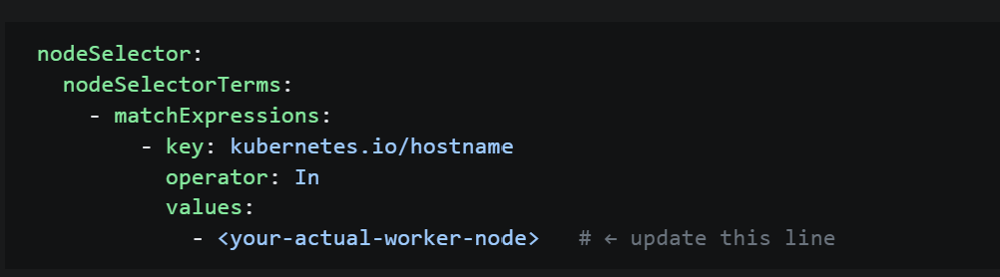 nodeSelector:
  nodeSelectorTerms:
    - matchExpressions:
        - key: kubernetes.io/hostname
          operator: In
          values:
            - <your-actual-worker-node>   # ← update this line